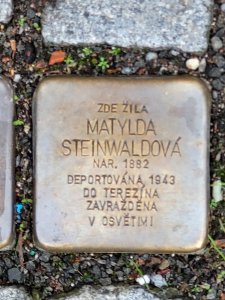 ZDE ŽILA
MATYLDA
STEINWALDOVÁ
NAR. 1882
DEPORTOVÁNA 1943
DO TEREZÍNA
ZAVRAŽDĚNA
V OSVĚTIMI